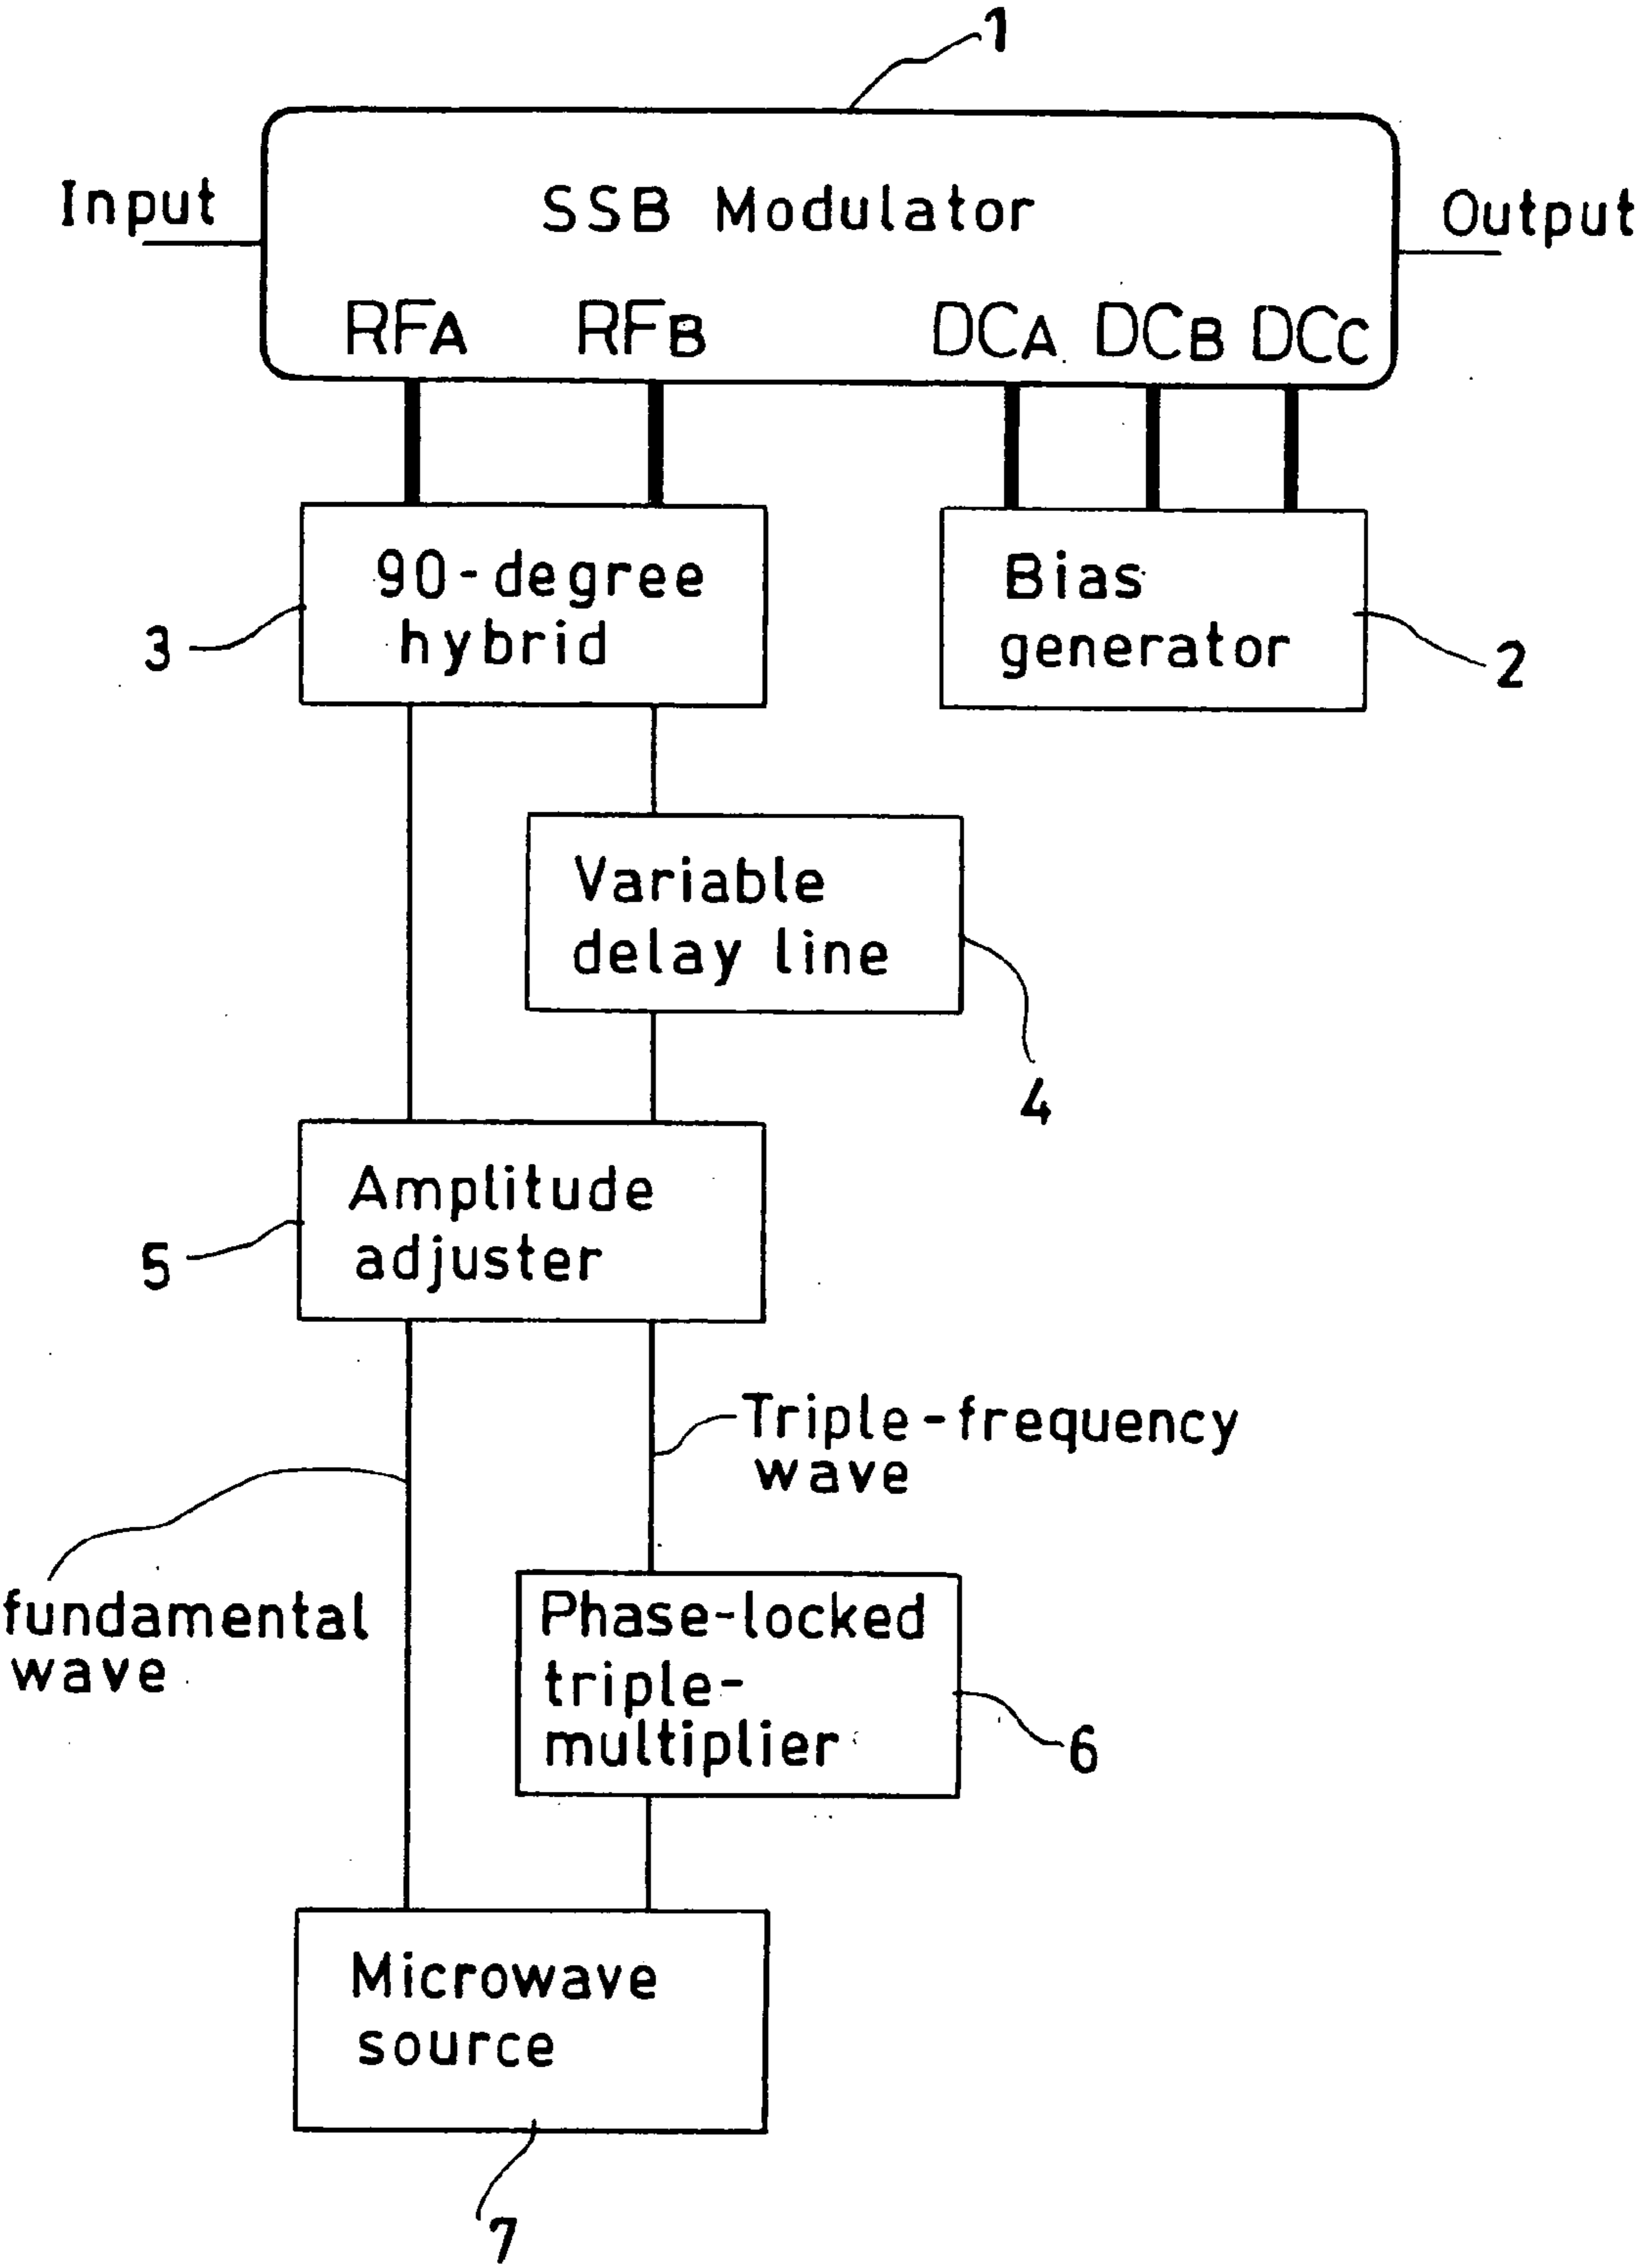 1
Input
SSB Modulator
Output
RFA RFB DCA DCB DCC
90-degree
hybrid
3
Bias
generator
2
Variable
delay line
4
Amplitude
adjuster
5
Triple-frequency
wave
fundamental
wave
Phase-locked
triple-
multiplier
6
Microwave
source
7